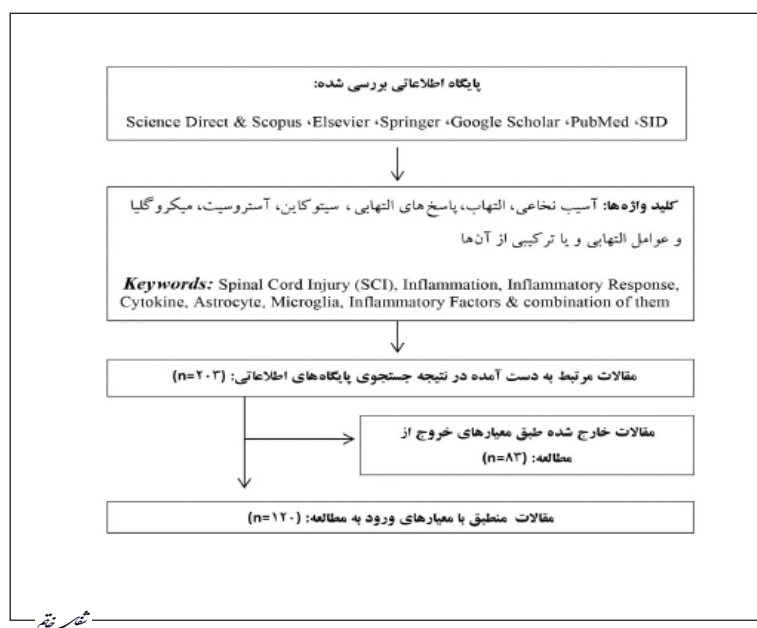 پایگاه اطلاعاتی بررسی شده:
Science Direct & Scopus ،Elsevier ،Springer ،Google Scholar ،PubMed ،SID
کلید واژه‌ها: آسیب نخاعی، التهاب، پاسخ‌های التهابی ، سیتوکاین، آستروسیت، میکروگلیا
و عوامل التهابی و یا ترکیبی از آن‌ها
Keywords: Spinal Cord Injury (SCI), Inflammation, Inflammatory Response,
Cytokine, Astrocyte, Microglia, Inflammatory Factors & combination of them
مقالات مرتبط به دست آمده در نتیجه جستجوی پایگاه‌های اطلاعاتی: (n=۲۰۳)
مقالات خارج شده طبق معیارهای خروج از
مطالعه: (n=۸۳)
مقالات منطبق با معیارهای ورود به مطالعه: (n=۱۲۰)
شفای خاتم